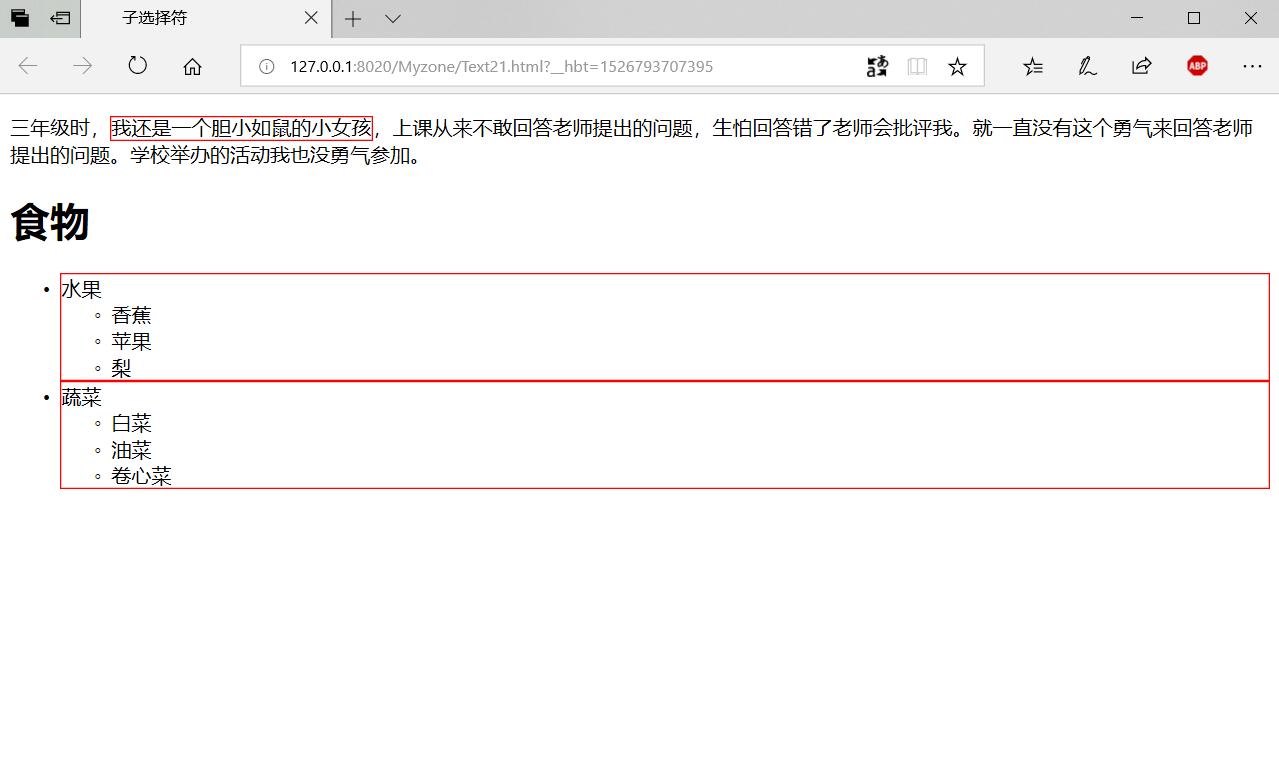 子选择符
127.0.0.1:8020/Myzone/Text21.html?__hbt=1526793707395
あ
a
ABP
三年级时，我还是一个胆小如鼠的小女孩，上课从来不敢回答老师提出的问题，生怕回答错了老师会批评我。就一直没有这个勇气来回答老师
提出的问题。学校举办的活动我也没勇气参加。
食物
• 水果
◦ 香蕉
◦ 苹果
◦ 梨
• 蔬菜
◦ 白菜
◦ 油菜
◦ 卷心菜